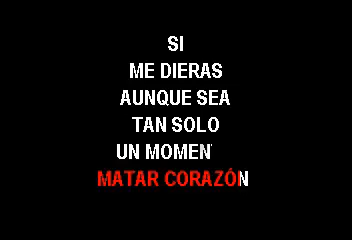 SI
ME DIERAS
AUNQUE SEA
TAN SOLO
UN MOMEN
MATAR CORAZÓN